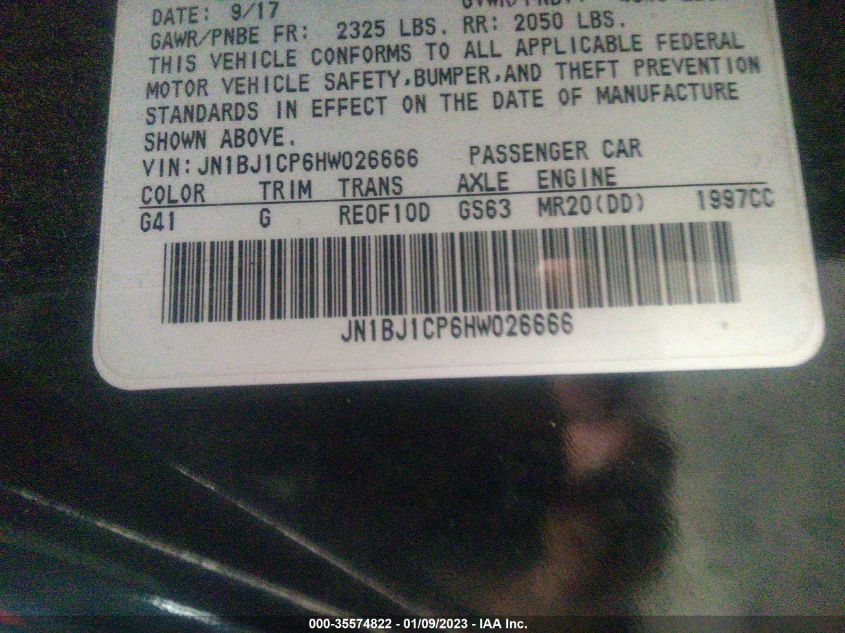 DATE: 9/17
GAWR/PNBE FR: 2325 LBS. RR: 2050 LBS.
THIS VEHICLE CONFORMS TO ALL APPLICABLE FEDERAL
MOTOR VEHICLE SAFETY,BUMPER,AND THEFT PREVENTION
STANDARDS IN EFFECT ON THE DATE OF MANUFACTURE
SHOWN ABOVE.
VIN:JN1BJ1CP6HW026666 PASSENGER CAR
COLOR TRIM TRANS AXLE ENGINE
G41 G RE0F10D GS63 MR20(DD) 1997CC
JN1BJ1CP6HW026666
000-35574822 - 01/09/2023 - IAA Inc.